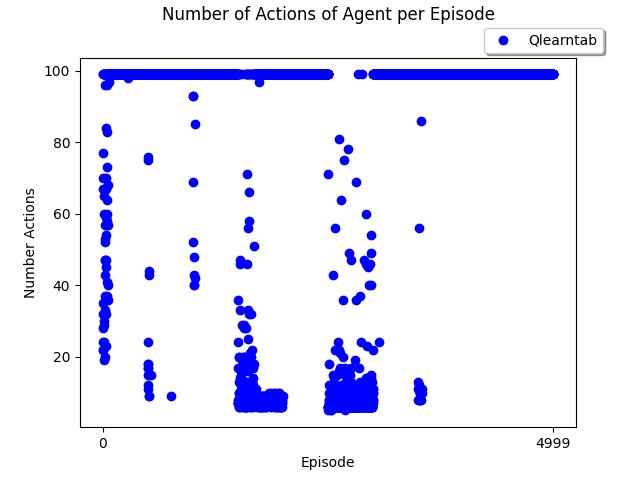 Number of Actions of Agent per Episode
Qlearntab
100
80
60
40
20
Number Actions
0
4999
Episode